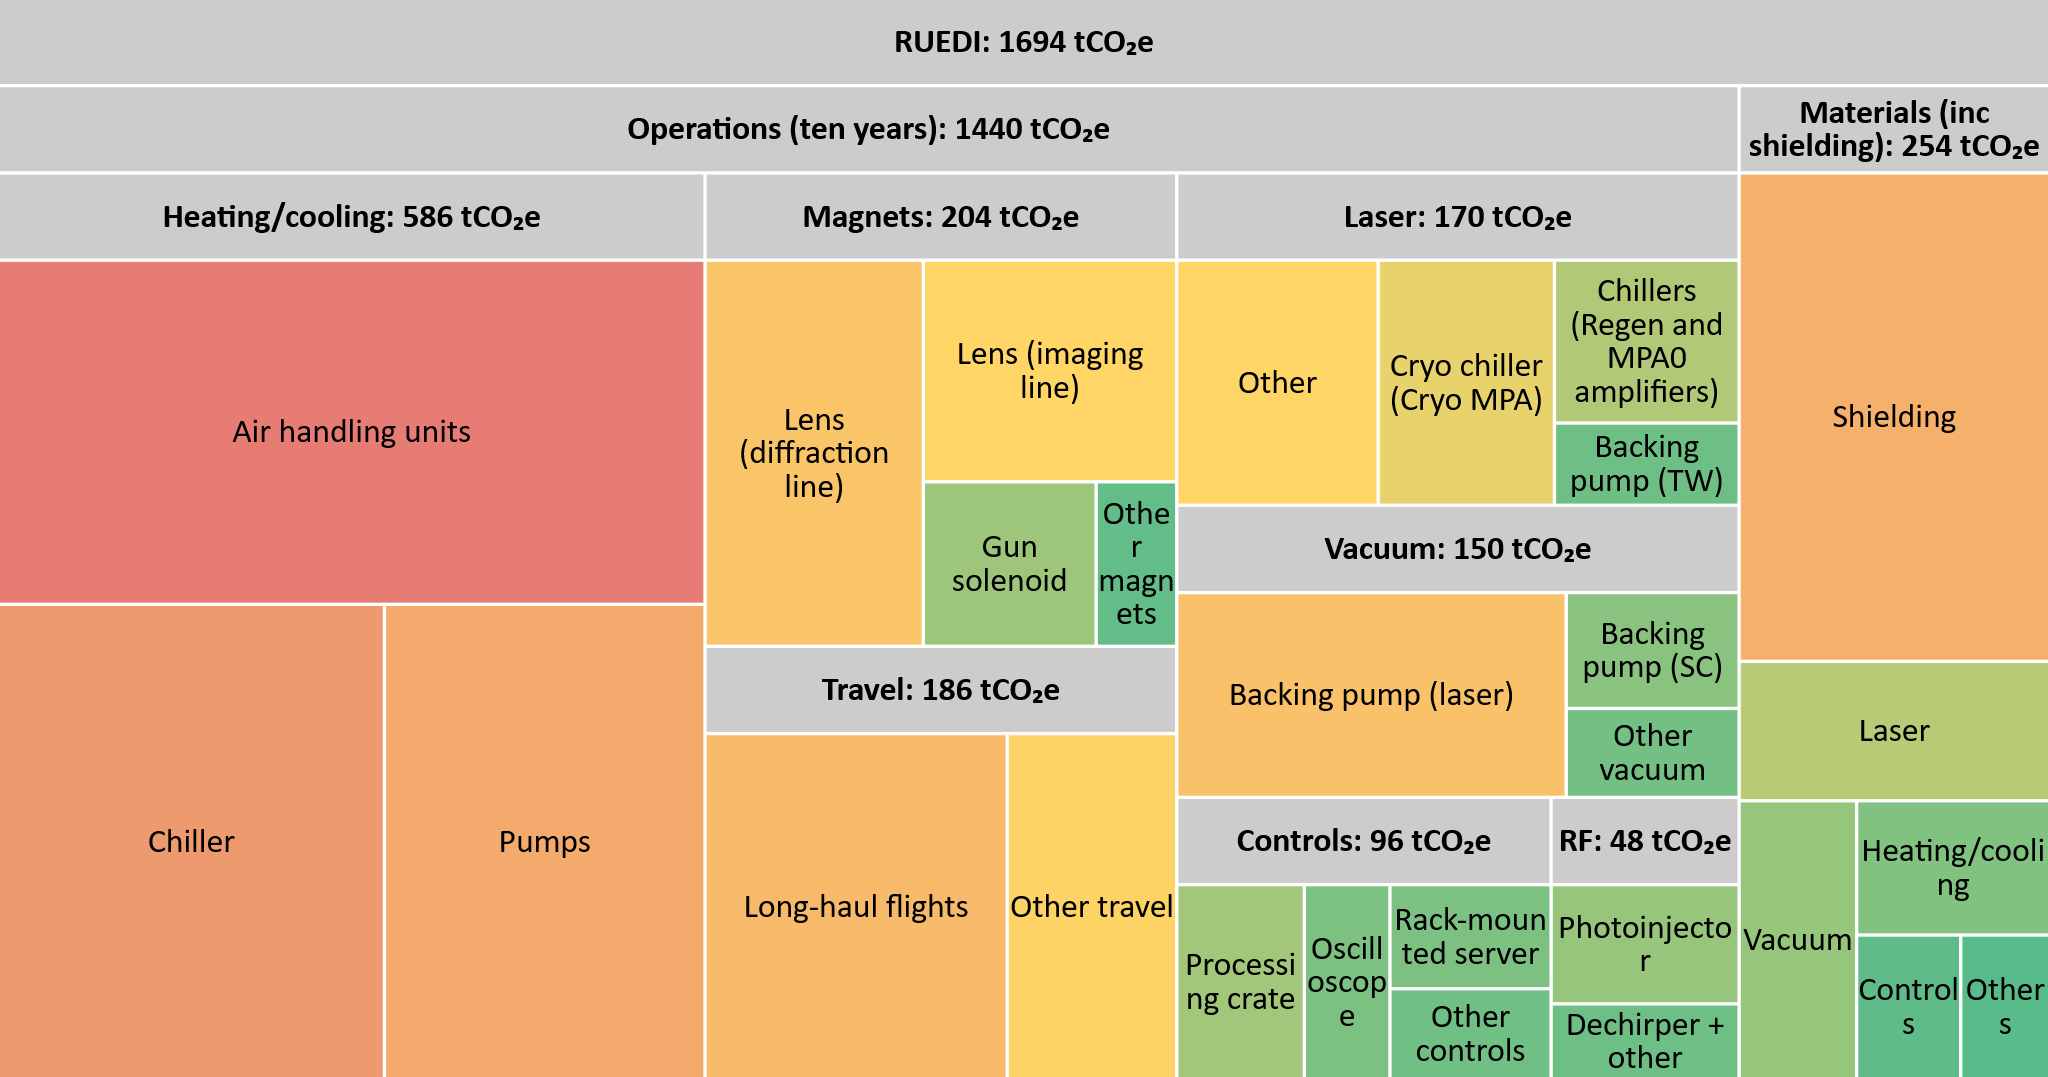 RUEDI: 1694 tCO₂e
Operations (ten years): 1440 tCO₂e
Materials (inc
shielding): 254 tCO₂e
Heating/cooling: 586 tCO₂e
Magnets: 204 tCO₂e
Laser: 170 tCO₂e
Air handling units
Chiller
Pumps
Lens
(diffraction
line)
Lens (imaging
line)
Gun
solenoid
Othe
r
magn
ets
Travel: 186 tCO₂e
Long-haul flights
Other travel
Other
Cryo chiller
(Cryo MPA)
Chillers
(Regen and
MPA0
amplifiers)
Backing
pump (TW)
Vacuum: 150 tCO₂e
Backing pump (laser)
Backing
pump (SC)
Other
vacuum
Controls: 96 tCO₂e
RF: 48 tCO₂e
Processi
ng crate
Oscill
oscop
e
Rack-moun
ted server
Other
controls
Photoinjecto
r
Dechirper +
other
Shielding
Laser
Vacuum
Heating/cooli
ng
Control
s
Other
s